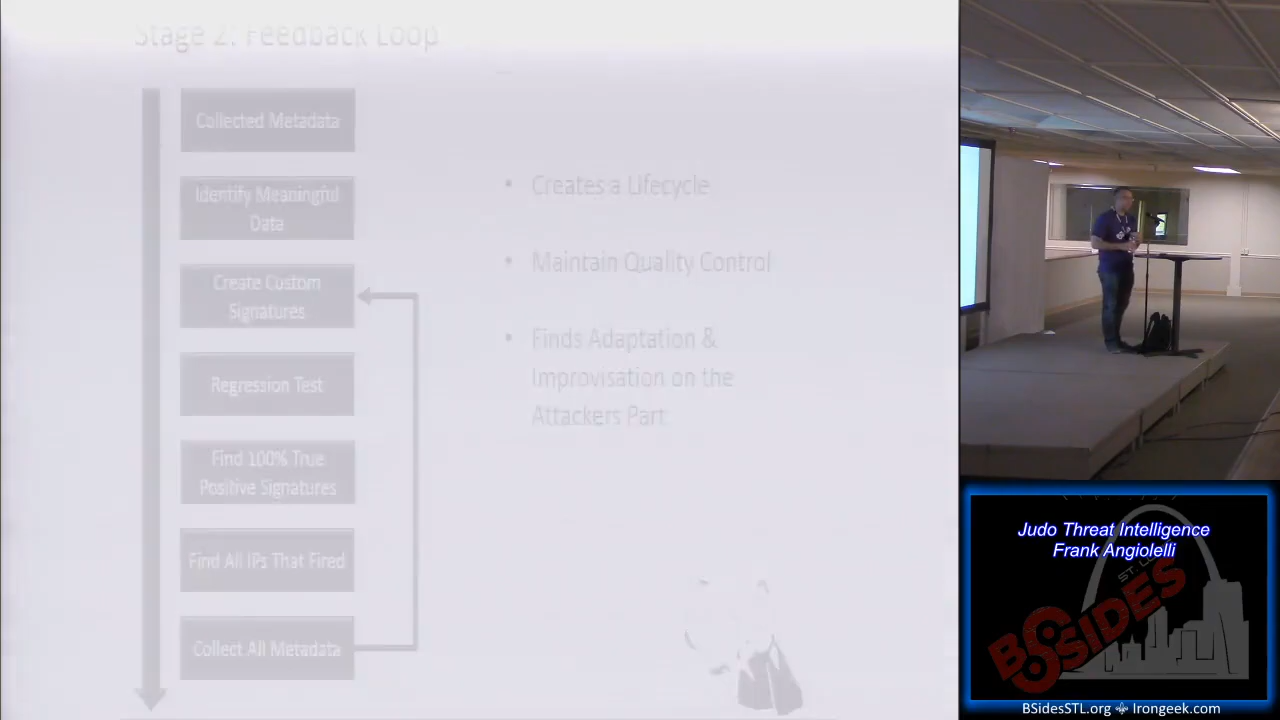 Stage 2: Feedback Loop
Collected Metadata
Identify Meaningful
Data
Create Custom
Signatures
Regression Test
Find 100% True
Positive Signatures
Find All IPs That Fired
Collect All Metadata
• Creates a Lifecycle
• Maintain Quality Control
• Finds Adaptation &
Improvisation on the
Attackers Part
Judo Threat Intelligence
Frank Angiolelli
ST. LOUIS
BSIDES
BSidesSTL.org ⚜ Irongeek.com